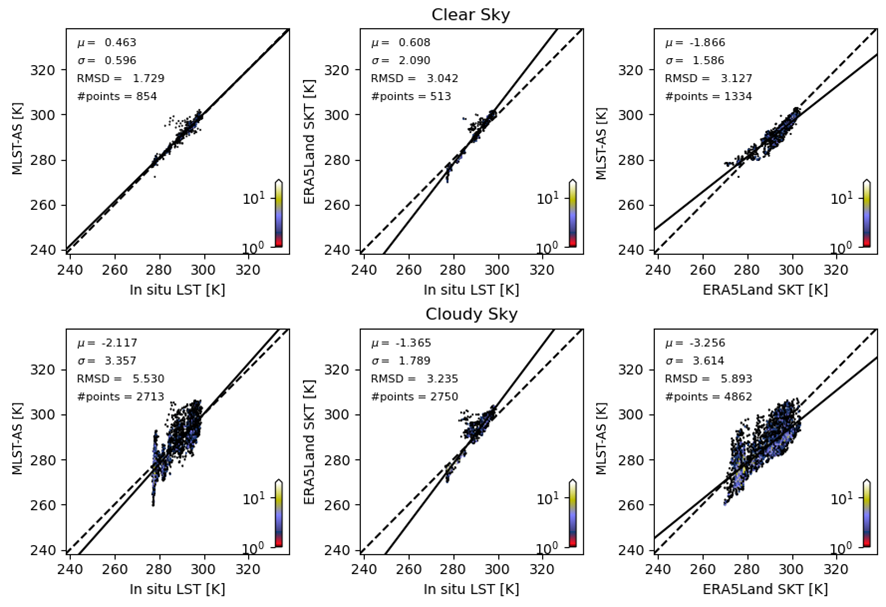 Clear Sky
μ = 0.463
σ = 0.596
RMSD = 1.729
#points = 854
MLST-AS [K]
320
300
280
260
240
240 260 280 300 320
In situ LST [K]
10¹
10⁰
μ = 0.608
σ = 2.090
RMSD = 3.042
#points = 513
ERA5Land SKT [K]
320
300
280
260
240
240 260 280 300 320
In situ LST [K]
10¹
10⁰
μ = -1.866
σ = 1.586
RMSD = 3.127
#points = 1334
MLST-AS [K]
320
300
280
260
240
240 260 280 300 320
ERA5Land SKT [K]
10¹
10⁰
Cloudy Sky
μ = -2.117
σ = 3.357
RMSD = 5.530
#points = 2713
MLST-AS [K]
320
300
280
260
240
240 260 280 300 320
In situ LST [K]
10¹
10⁰
μ = -1.365
σ = 1.789
RMSD = 3.235
#points = 2750
ERA5Land SKT [K]
320
300
280
260
240
240 260 280 300 320
In situ LST [K]
10¹
10⁰
μ = -3.256
σ = 3.614
RMSD = 5.893
#points = 4862
MLST-AS [K]
320
300
280
260
240
240 260 280 300 320
ERA5Land SKT [K]
10¹
10⁰